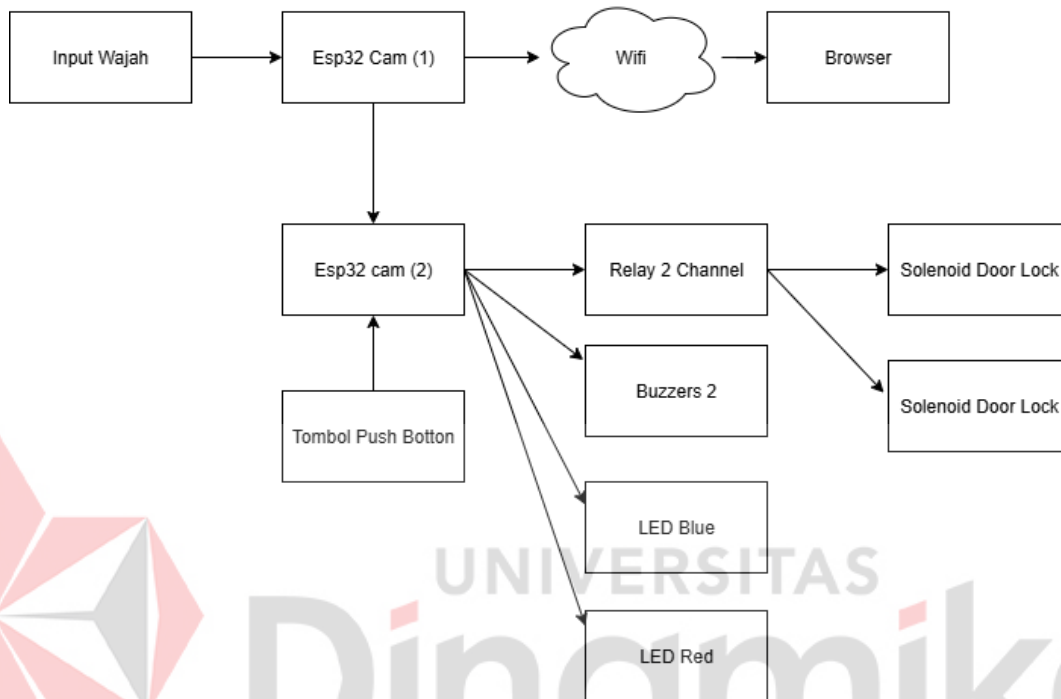 Input Wajah
Esp32 Cam (1)
Wifi
Browser
Esp32 cam (2)
Relay 2 Channel
Solenoid Door Lock
Buzzers 2
Solenoid Door Lock
Tombol Push Botton
LED Blue
UNIVERSITAS
Dinamika
LED Red